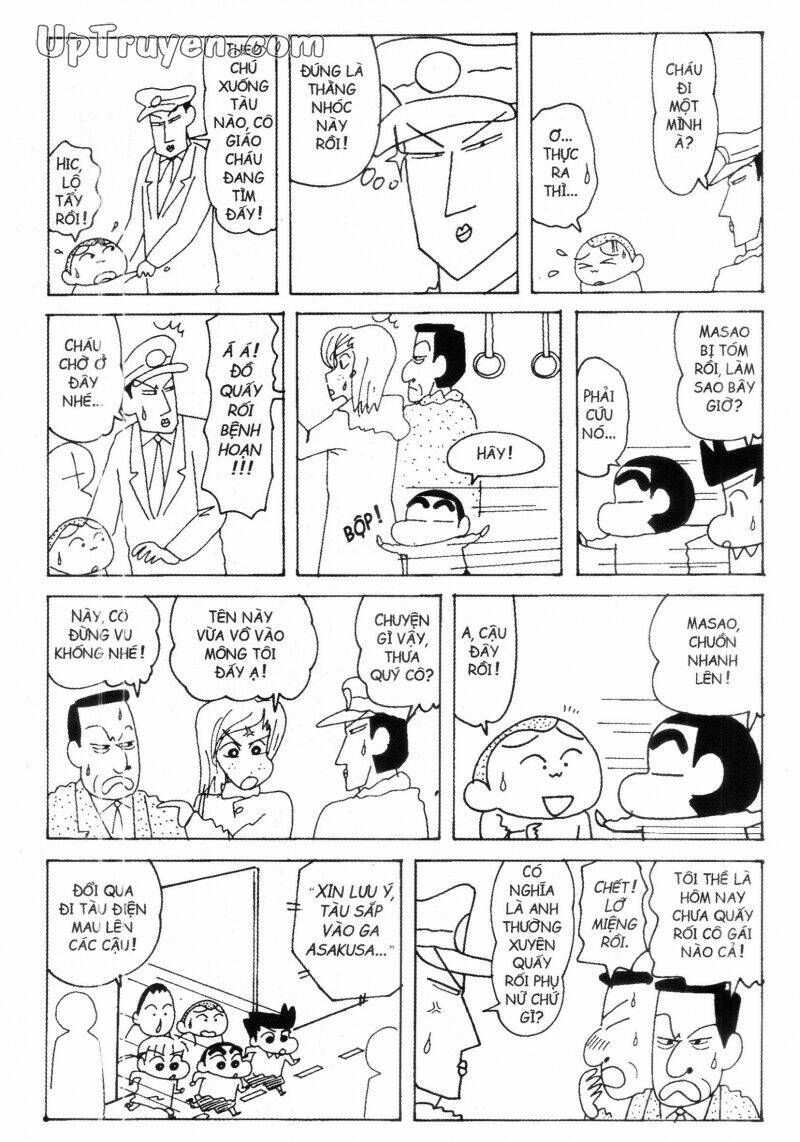 UpTruyen.com
CHÁU
ĐI
MỘT
MÌNH
À?
Ơ...
THỰC
RA
THÌ...
ĐÚNG LÀ
THẰNG
NHÓC
NÀY
RỒI!
THEO
CHÚ
XUỐNG
TÀU
NÀO, CÔ
GIÁO
CHÁU
ĐANG
TÌM
ĐẤY!
HIC,
LỘ
TẨY
RỒI!
MASAO
BỊ TÓM
RỒI, LÀM
SAO BÂY
GIỜ?
PHẢI
CỨU
NÓ...
HÂY!
BỘP!
Á Á!
ĐỒ
QUẤY
RỐI
BỆNH
HOẠN
!!!
CHÁU
CHỜ Ở
ĐÂY
NHÉ...
MASAO,
CHUỒN
NHANH
LÊN!
A, CẬU
ĐÂY
RỒI!
CHUYỆN
GÌ VẬY,
THƯA
QUÝ CÔ?
TÊN NÀY
VỪA VỒ VÀO
MÔNG TÔI
ĐẤY Ạ!
NÀY, CÔ
ĐỪNG VU
KHỐNG NHÉ!
TÔI THỀ LÀ
HÔM NAY
CHƯA QUẤY
RỐI CÔ GÁI
NÀO CẢ!
CHẾT!
LỠ
MIỆNG
RỒI.
CÓ
NGHĨA
LÀ ANH
THƯỜNG
XUYÊN
QUẤY
RỐI PHỤ
NỮ CHỨ
GÌ?
"XIN LƯU Ý,
TÀU SẮP
VÀO GA
ASAKUSA..."
ĐỔI QUA
ĐI TÀU ĐIỆN
MAU LÊN
CÁC CẬU!